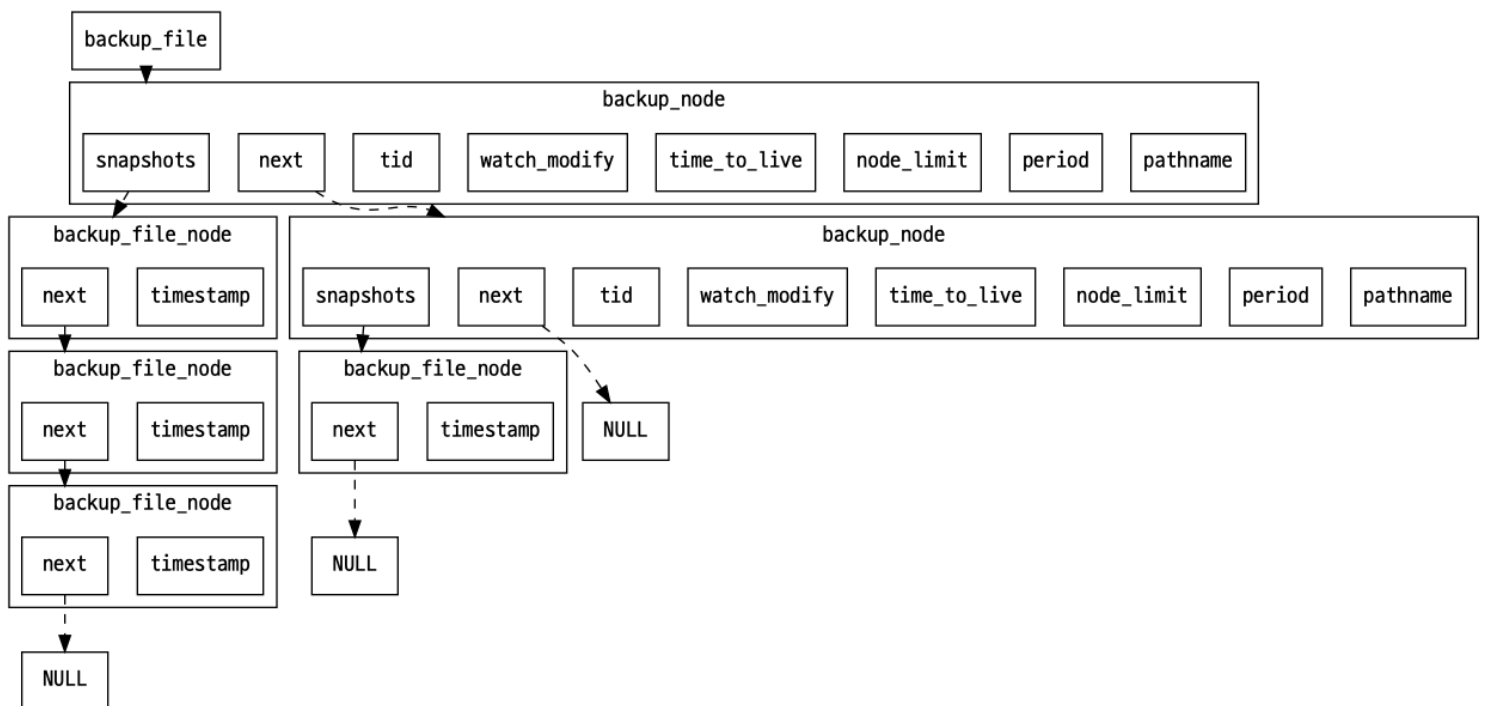 backup_file
backup_node
snapshots next tid watch_modify time_to_live node_limit period pathname
backup_file_node backup_node
next timestamp snapshots next tid watch_modify time_to_live node_limit period pathname
backup_file_node backup_file_node
next timestamp next timestamp NULL
backup_file_node
next timestamp NULL
NULL